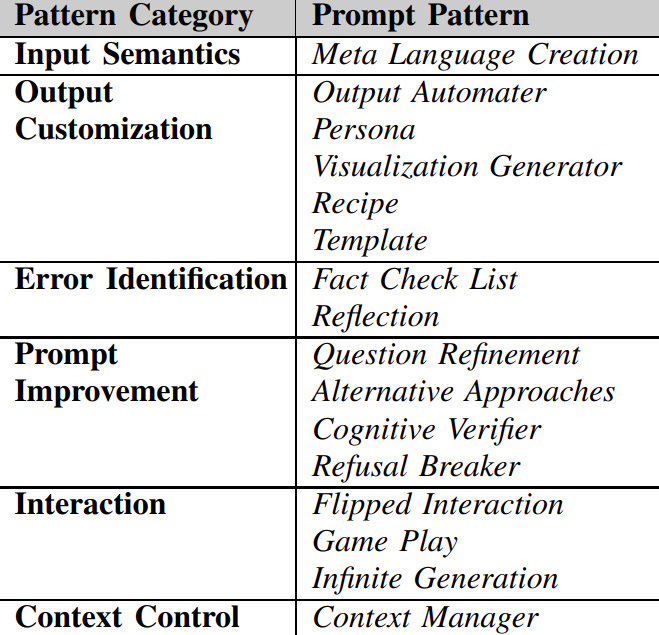 Pattern Category Prompt Pattern
Input Semantics Meta Language Creation
Output Output Automater
Customization Persona
Visualization Generator
Recipe
Template
Error Identification Fact Check List
Reflection
Prompt Question Refinement
Improvement Alternative Approaches
Cognitive Verifier
Refusal Breaker
Interaction Flipped Interaction
Game Play
Infinite Generation
Context Control Context Manager